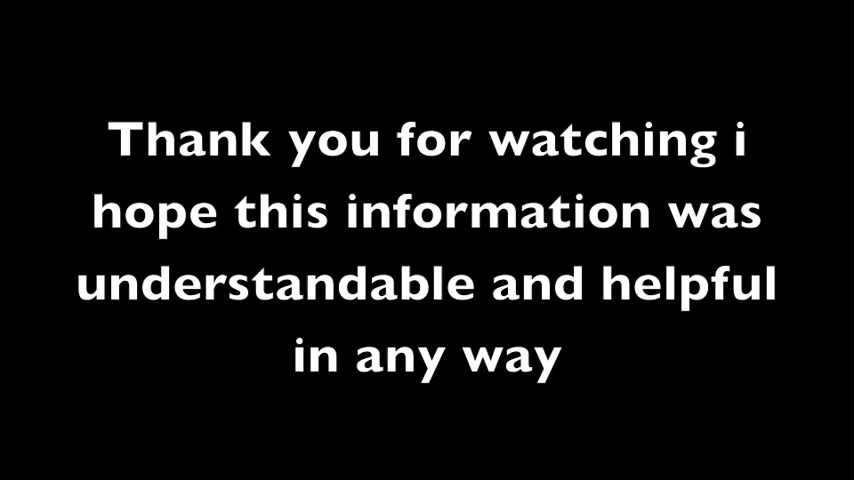 Thank you for watching i
hope this information was
understandable and helpful
in any way